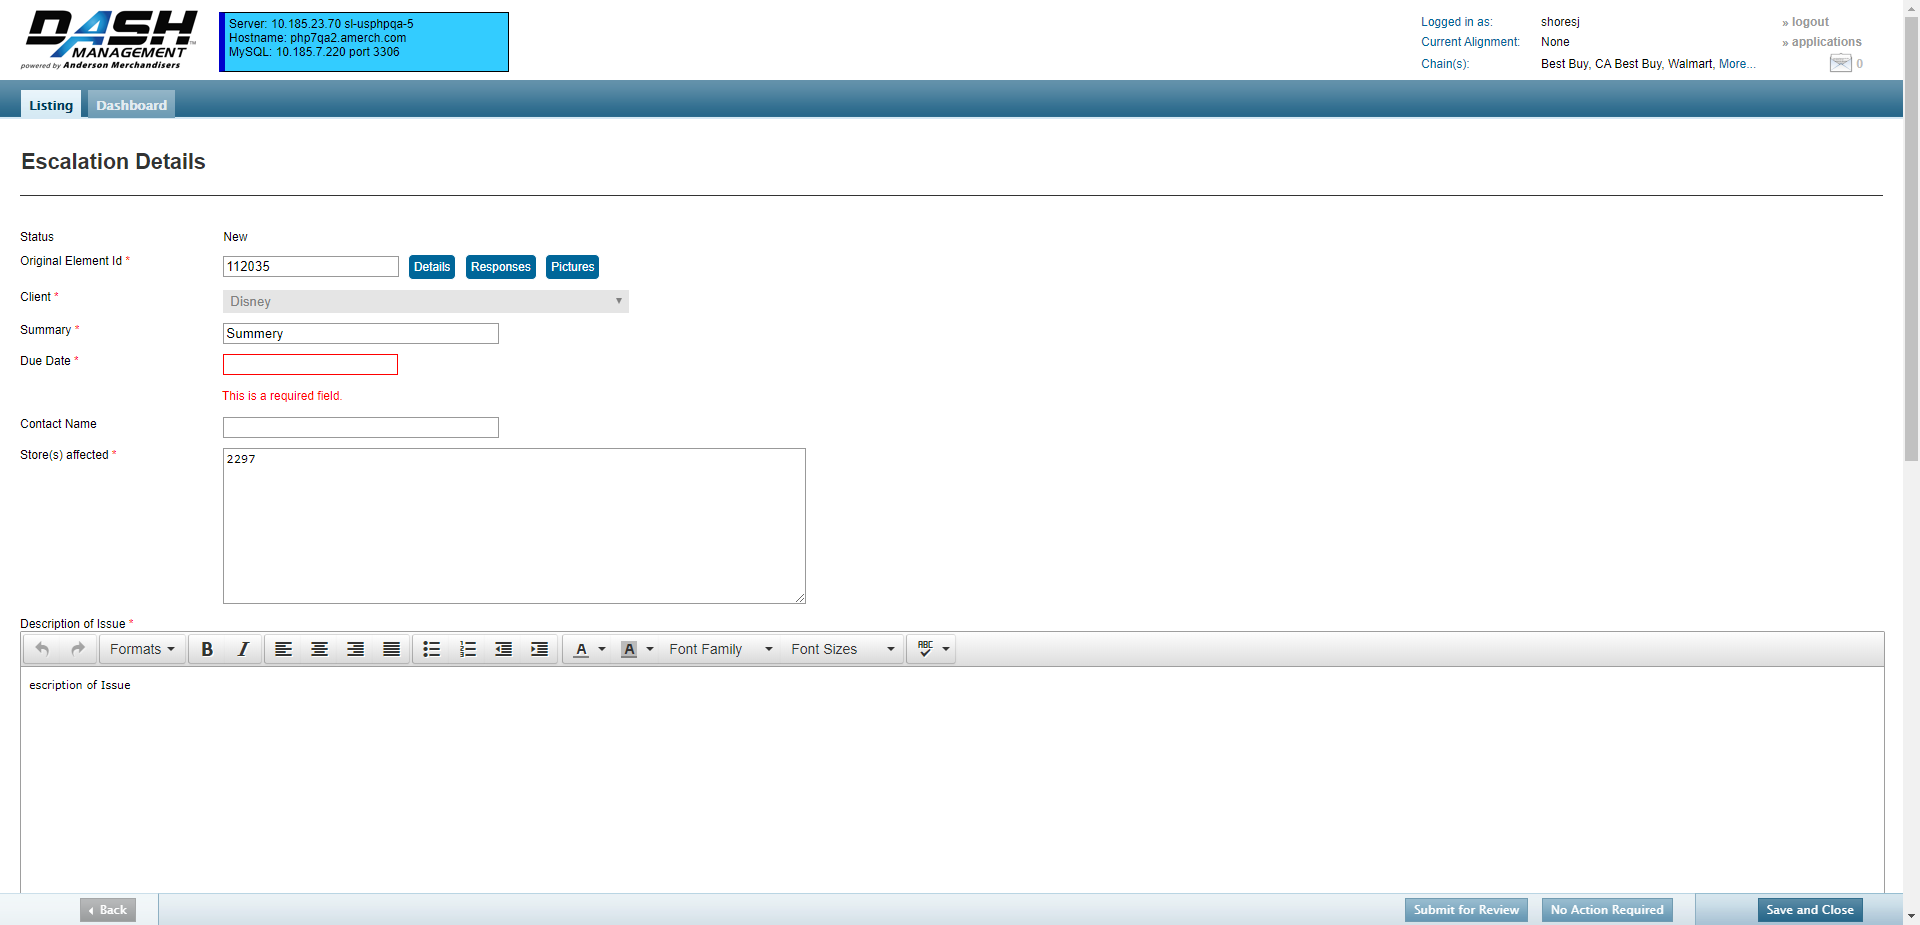 DASH
MANAGEMENT
powered by Anderson Merchandisers
Server: 10.185.23.70 sl-usphpqa-5
Hostname: php7qa2.amerch.com
MySQL: 10.185.7.220 port 3306
Logged in as: shoresj
Current Alignment: None
Chain(s): Best Buy, CA Best Buy, Walmart, More...
» logout
» applications
0
Listing Dashboard
Escalation Details
Status New
Original Element Id * 112035 Details Responses Pictures
Client * Disney
Summary * Summery
Due Date *
This is a required field.
Contact Name
Store(s) affected * 2297
Description of Issue *
Formats B I A A Font Family Font Sizes ABC
escription of Issue
Back Submit for Review No Action Required Save and Close